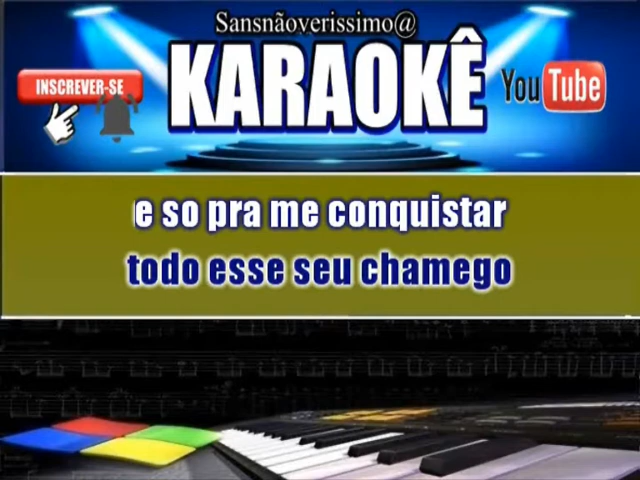 Sansnãoverissimo@
KARAOKÊ
INSCREVER-SE
YouTube
e so pra me conquistar
todo esse seu chamego